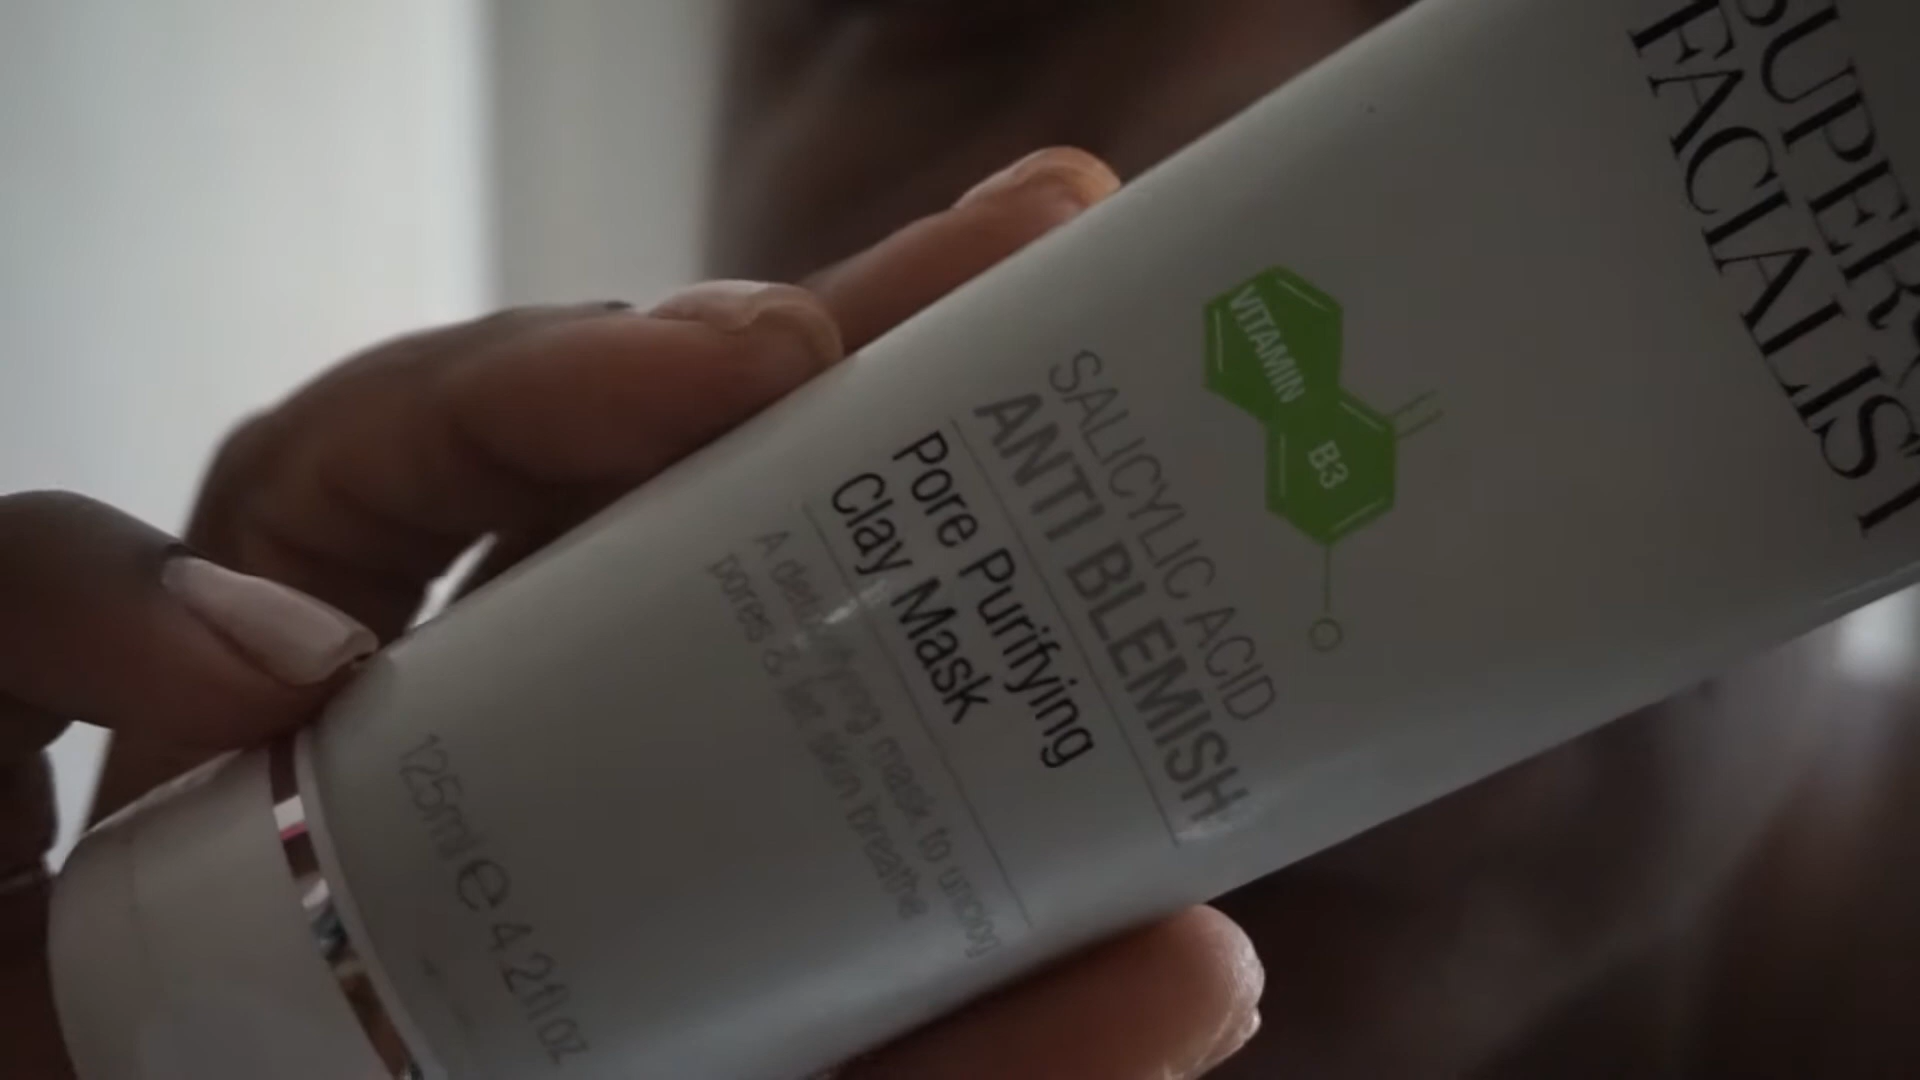 SUPER
FACIALIST
VITAMIN
B3
SALICYLIC ACID
ANTI BLEMISH
Pore Purifying
Clay Mask
A detoxifying mask to unclog
pores & let skin breathe
125ml e 4.2fl oz